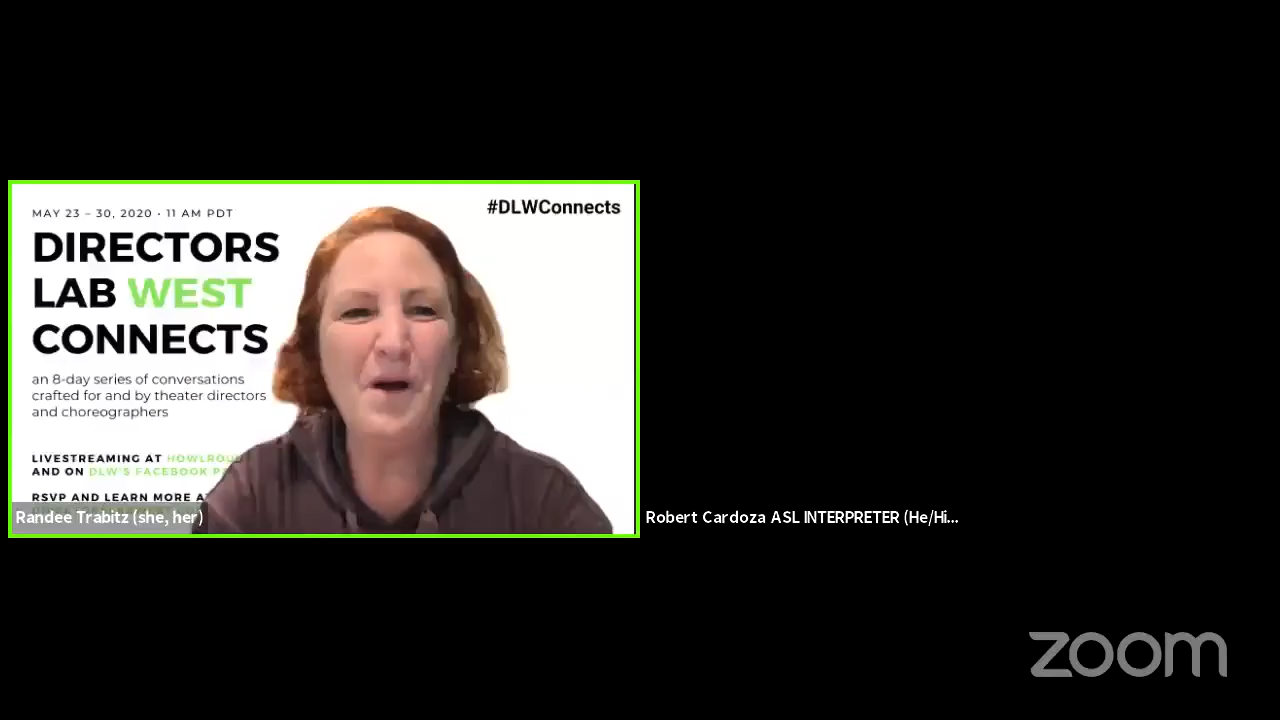 MAY 23 – 30, 2020 · 11 AM PDT
#DLWConnects
DIRECTORS
LAB WEST
CONNECTS
an 8-day series of conversations
crafted for and by theater directors
and choreographers
LIVESTREAMING AT
AND ON DLW'S FACEBOOK
RSVP AND LEARN MORE
Randee Trabitz (she, her)
Robert Cardoza ASL INTERPRETER (He/Hi...
zoom